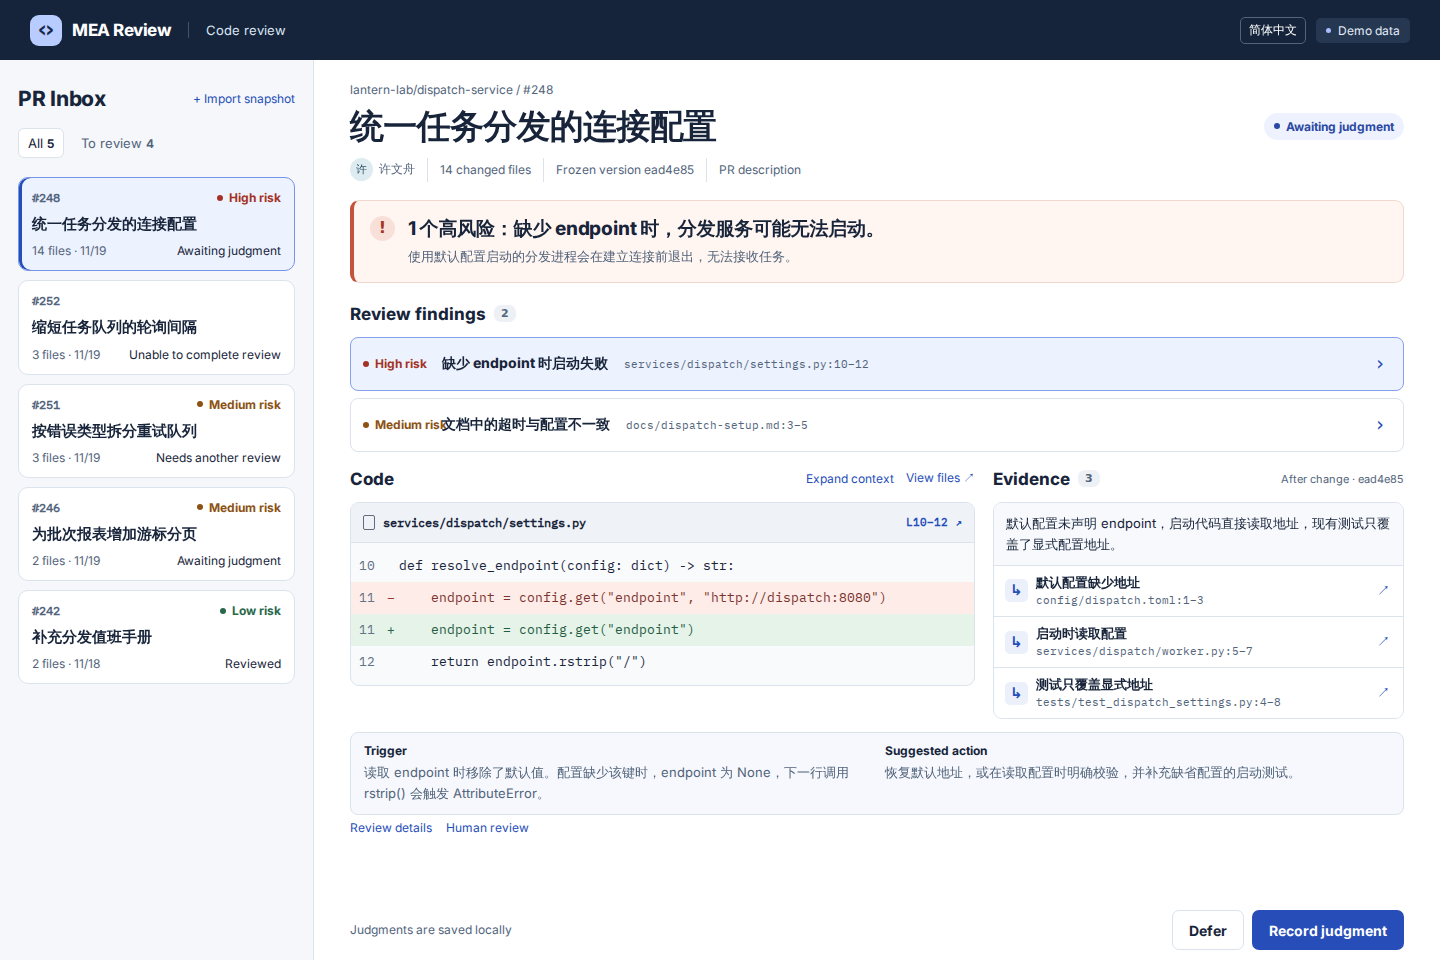 MEA Review
Code review
简体中文
Demo data
PR Inbox
+ Import snapshot
All 5
To review 4
#248
High risk
统一任务分发的连接配置
14 files · 11/19
Awaiting judgment
#252
缩短任务队列的轮询间隔
3 files · 11/19
Unable to complete review
#251
Medium risk
按错误类型拆分重试队列
3 files · 11/19
Needs another review
#246
Medium risk
为批次报表增加游标分页
2 files · 11/19
Awaiting judgment
#242
Low risk
补充分发值班手册
2 files · 11/18
Reviewed
lantern-lab/dispatch-service / #248
统一任务分发的连接配置
Awaiting judgment
许 许文舟
14 changed files
Frozen version ead4e85
PR description
! 1个高风险：缺少 endpoint 时，分发服务可能无法启动。
使用默认配置启动的分发进程会在建立连接前退出，无法接收任务。
Review findings 2
High risk 缺少 endpoint 时启动失败 services/dispatch/settings.py:10–12 ›
Medium risk 文档中的超时与配置不一致 docs/dispatch-setup.md:3–5 ›
Code
Expand context
View files ↗
services/dispatch/settings.py
L10–12 ↗
10 def resolve_endpoint(config: dict) -> str:
11 − endpoint = config.get("endpoint", "http://dispatch:8080")
11 + endpoint = config.get("endpoint")
12 return endpoint.rstrip("/")
Evidence 3
After change · ead4e85
默认配置未声明 endpoint，启动代码直接读取地址，现有测试只覆
盖了显式配置地址。
↳ 默认配置缺少地址 ↗
config/dispatch.toml:1–3
↳ 启动时读取配置 ↗
services/dispatch/worker.py:5–7
↳ 测试只覆盖显式地址 ↗
tests/test_dispatch_settings.py:4–8
Trigger
读取 endpoint 时移除了默认值。配置缺少该键时，endpoint 为 None，下一行调用
rstrip() 会触发 AttributeError。
Suggested action
恢复默认地址，或在读取配置时明确校验，并补充缺省配置的启动测试。
Review details
Human review
Judgments are saved locally
Defer
Record judgment